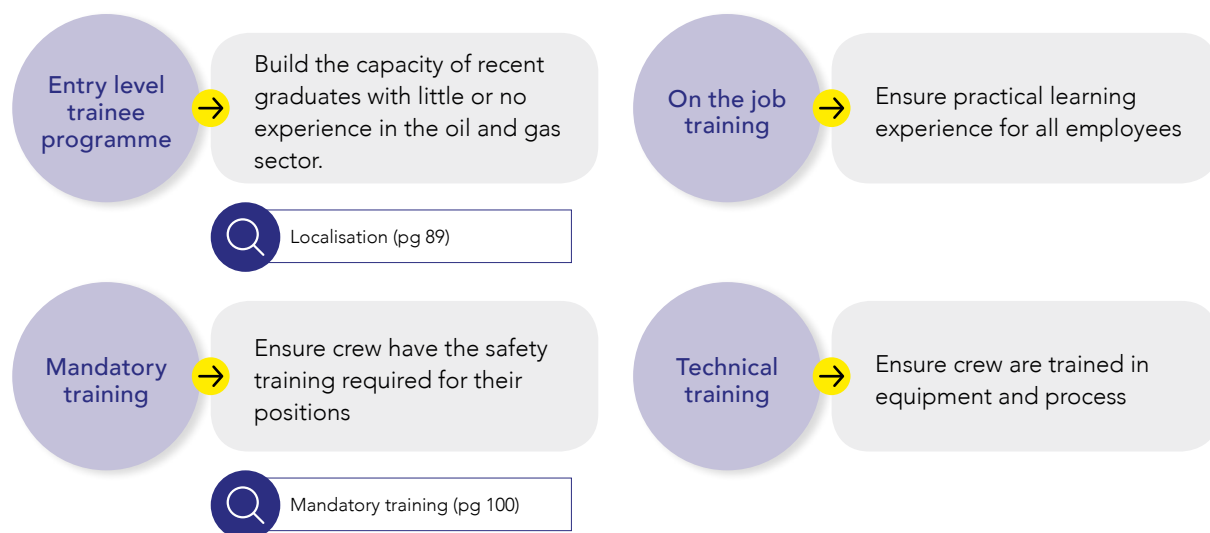 Entry level
trainee
programme
Build the capacity of recent
graduates with little or no
experience in the oil and gas
sector.
Localisation (pg 89)
On the job
training
Ensure practical learning
experience for all employees
Mandatory
training
Ensure crew have the safety
training required for their
positions
Mandatory training (pg 100)
Technical
training
Ensure crew are trained in
equipment and process